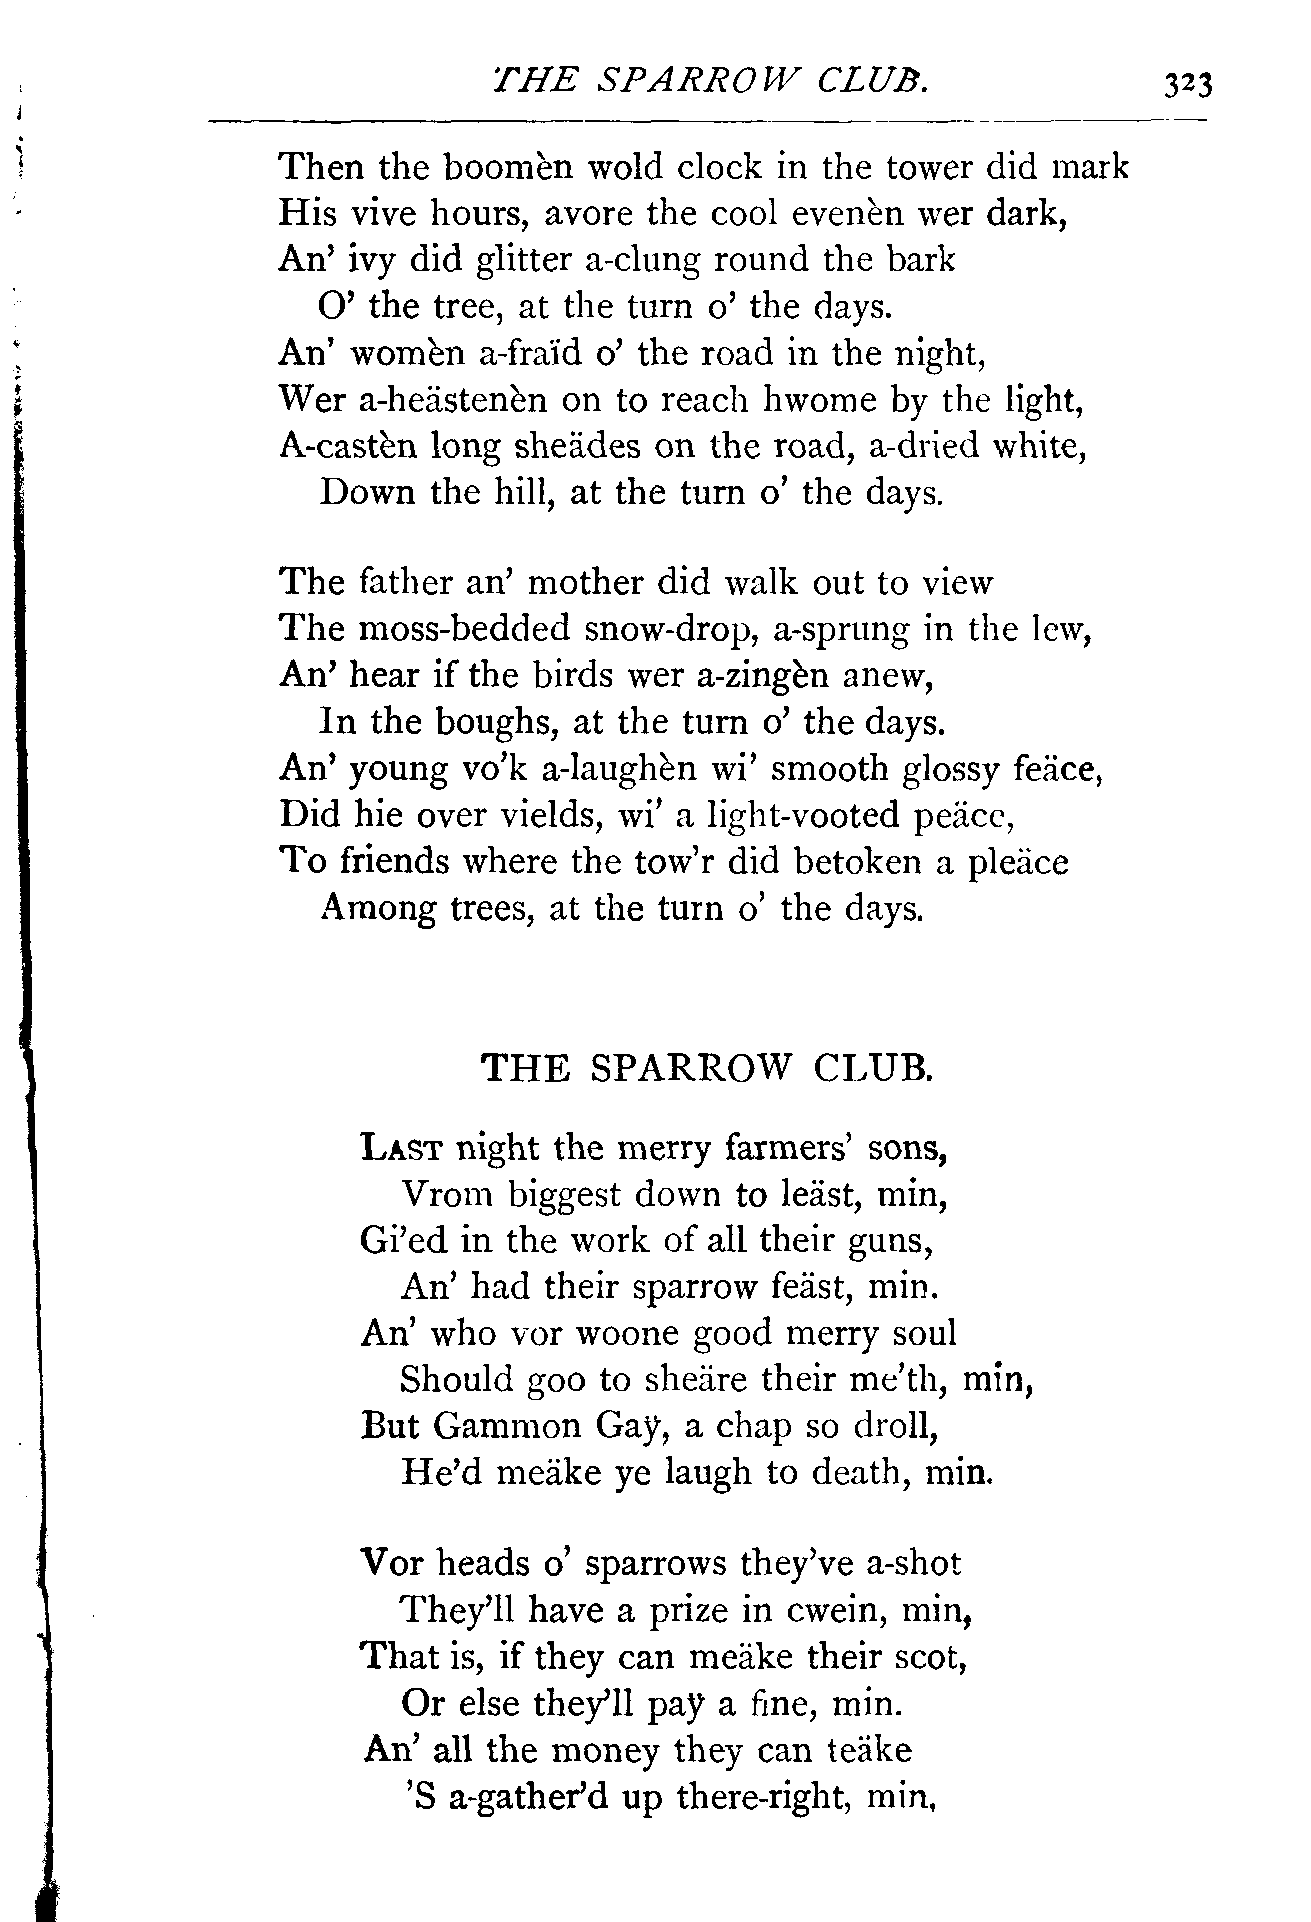 THE SPARROW CLUB. 323
Then the boomèn wold clock in the tower did mark
His vive hours, avore the cool evenèn wer dark,
An' ivy did glitter a-clung round the bark
O' the tree, at the turn o' the days.
An' womèn a-fraïd o' the road in the night,
Wer a-heästenèn on to reach hwome by the light,
A-castèn long sheädes on the road, a-dried white,
Down the hill, at the turn o' the days.
The father an' mother did walk out to view
The moss-bedded snow-drop, a-sprung in the lew,
An' hear if the birds wer a-zingèn anew,
In the boughs, at the turn o' the days.
An' young vo'k a-laughèn wi' smooth glossy feäce,
Did hie over vields, wi' a light-vooted peäce,
To friends where the tow'r did betoken a pleäce
Among trees, at the turn o' the days.
THE SPARROW CLUB.
LAST night the merry farmers' sons,
Vrom biggest down to leäst, min,
Gi'ed in the work of all their guns,
An' had their sparrow feäst, min.
An' who vor woone good merry soul
Should goo to sheäre their me'th, min,
But Gammon Gaÿ, a chap so droll,
He'd meäke ye laugh to death, min.
Vor heads o' sparrows they've a-shot
They'll have a prize in cwein, min,
That is, if they can meäke their scot,
Or else they'll paÿ a fine, min.
An' all the money they can teäke
'S a-gather'd up there-right, min,